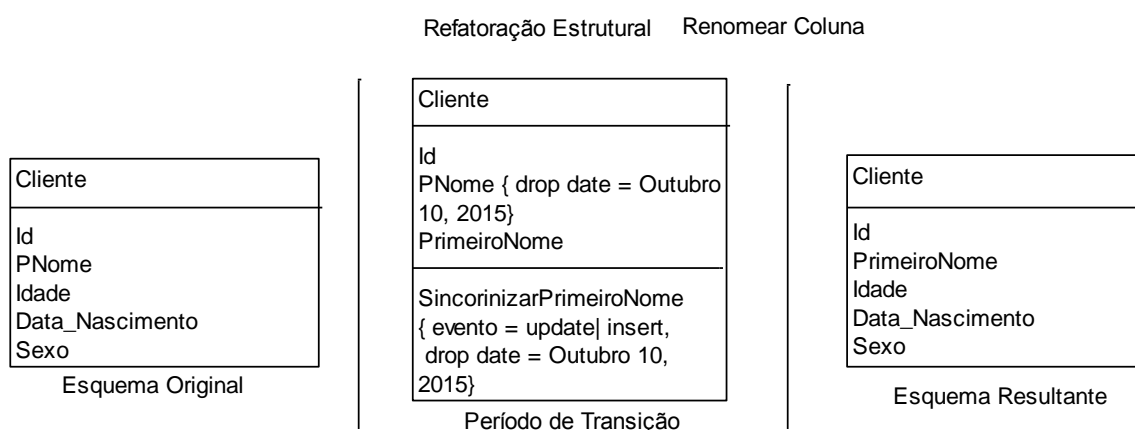 Refatoração Estrutural Renomear Coluna
Cliente
Id
PNome
Idade
Data_Nascimento
Sexo
Esquema Original
Cliente
Id
PNome { drop date = Outubro
10, 2015}
PrimeiroNome
SincorinizarPrimeiroNome
{ evento = update| insert,
drop date = Outubro 10,
2015}
Período de Transição
Cliente
Id
PrimeiroNome
Idade
Data_Nascimento
Sexo
Esquema Resultante